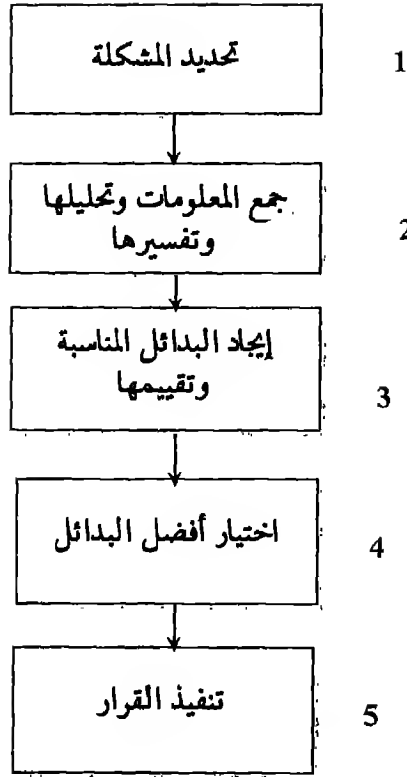 تحديد المشكلة 1
جمع المعلومات وتحليلها
وتفسيرها 2
إيجاد البدائل المناسبة
وتقييمها 3
اختيار أفضل البدائل 4
تنفيذ القرار 5